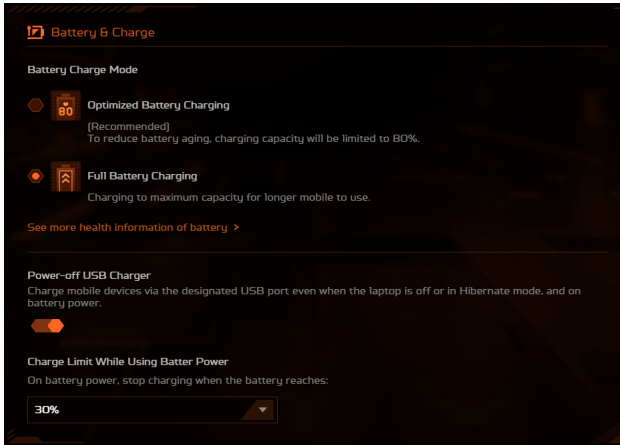 Battery & Charge
Battery Charge Mode
80
Optimized Battery Charging
(Recommended)
To reduce battery aging, charging capacity will be limited to 80%.
Full Battery Charging
Charging to maximum capacity for longer mobile to use.
See more health information of battery >
Power-off USB Charger
Charge mobile devices via the designated USB port even when the laptop is off or in Hibernate mode, and on
battery power.
Charge Limit While Using Batter Power
On battery power, stop charging when the battery reaches:
30%